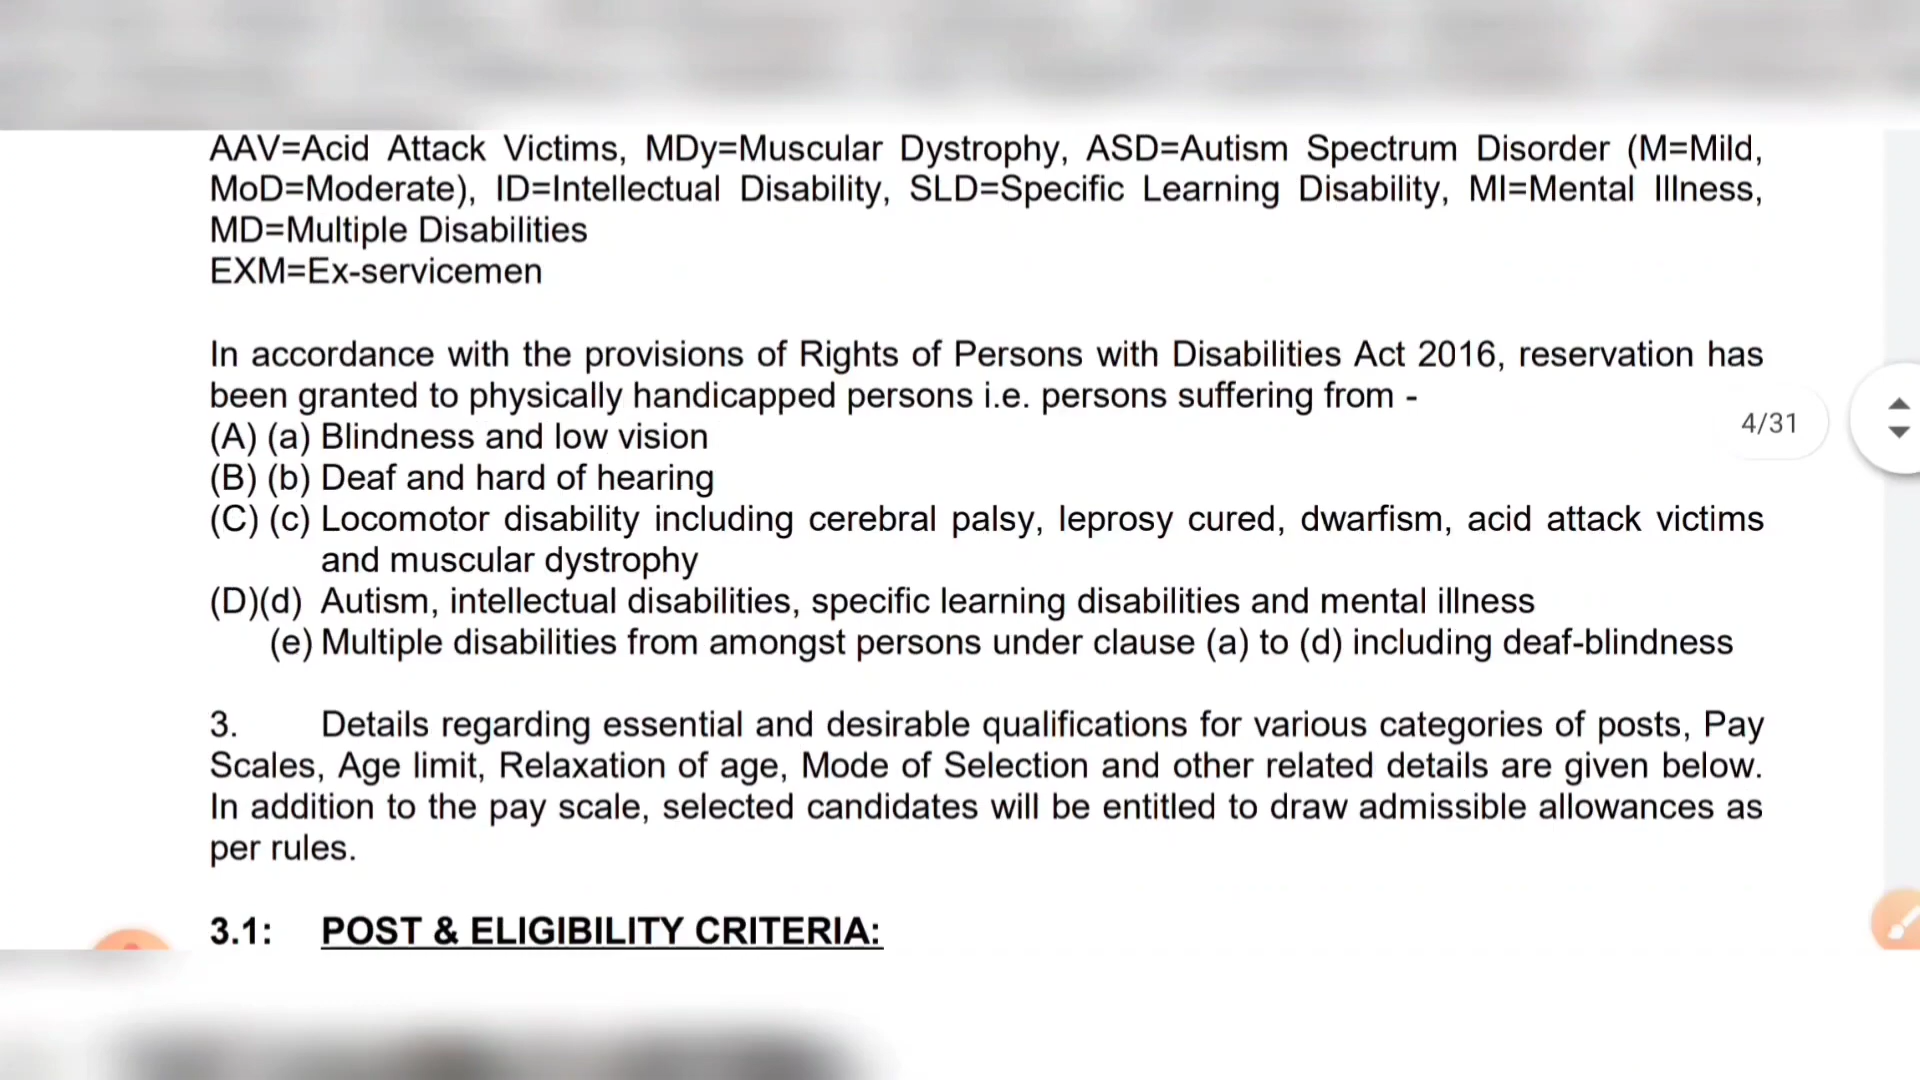 AAV=Acid Attack Victims, MDy=Muscular Dystrophy, ASD=Autism Spectrum Disorder (M=Mild,
MoD=Moderate), ID=Intellectual Disability, SLD=Specific Learning Disability, MI=Mental Illness,
MD=Multiple Disabilities
EXM=Ex-servicemen
In accordance with the provisions of Rights of Persons with Disabilities Act 2016, reservation has
been granted to physically handicapped persons i.e. persons suffering from -
(A) (a) Blindness and low vision
(B) (b) Deaf and hard of hearing
(C) (c) Locomotor disability including cerebral palsy, leprosy cured, dwarfism, acid attack victims
and muscular dystrophy
(D)(d) Autism, intellectual disabilities, specific learning disabilities and mental illness
(e) Multiple disabilities from amongst persons under clause (a) to (d) including deaf-blindness
4/31
3. Details regarding essential and desirable qualifications for various categories of posts, Pay
Scales, Age limit, Relaxation of age, Mode of Selection and other related details are given below.
In addition to the pay scale, selected candidates will be entitled to draw admissible allowances as
per rules.
3.1: POST & ELIGIBILITY CRITERIA: